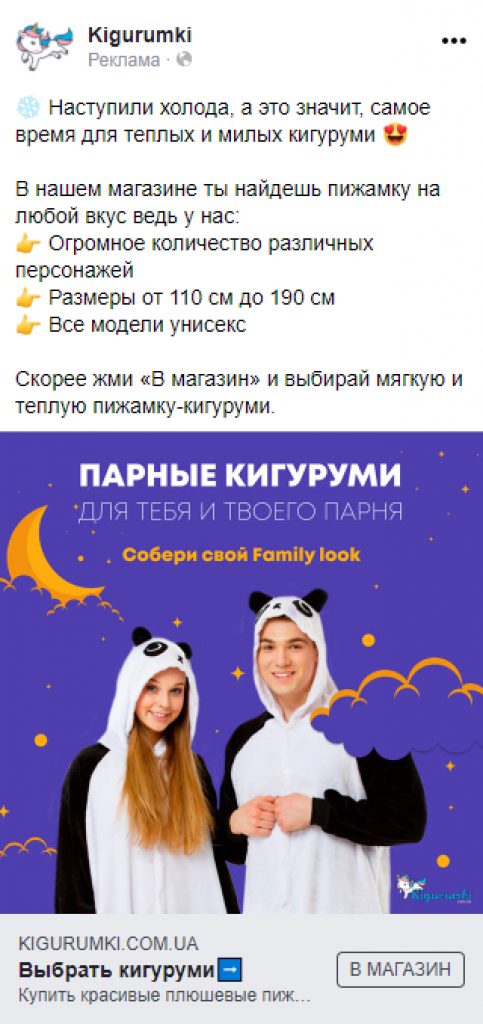 Kigurumki
Реклама ·
❄️ Наступили холода, а это значит, самое
время для теплых и милых кигуруми 😍
В нашем магазине ты найдешь пижамку на
любой вкус ведь у нас:
👉 Огромное количество различных
персонажей
👉 Размеры от 110 см до 190 см
👉 Все модели унисекс
Скорее жми «В магазин» и выбирай мягкую и
теплую пижамку-кигуруми.
ПАРНЫЕ КИГУРУМИ
ДЛЯ ТЕБЯ И ТВОЕГО ПАРНЯ
Собери свой Family look
Kigurumki
KIGURUMKI.COM.UA
Выбрать кигуруми➡️
В МАГАЗИН
Купить красивые плюшевые пиж...